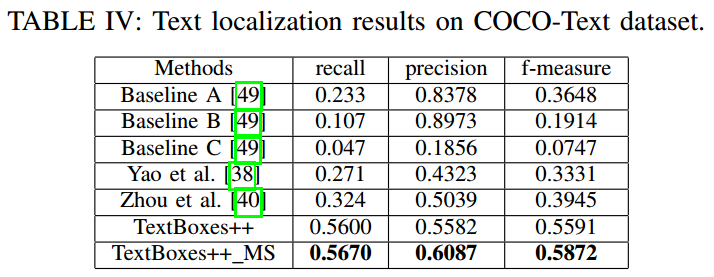 TABLE IV: Text localization results on COCO-Text dataset.
Methods recall precision f-measure
Baseline A [49] 0.233 0.8378 0.3648
Baseline B [49] 0.107 0.8973 0.1914
Baseline C [49] 0.047 0.1856 0.0747
Yao et al. [38] 0.271 0.4323 0.3331
Zhou et al. [40] 0.324 0.5039 0.3945
TextBoxes++ 0.5600 0.5582 0.5591
TextBoxes++_MS 0.5670 0.6087 0.5872